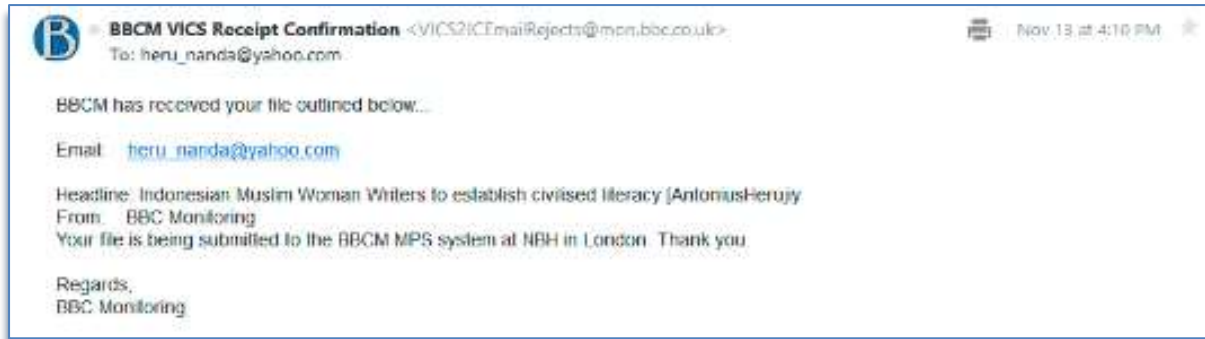 B
BBCM VICS Receipt Confirmation <VICS2ICEmailRejects@mon.bbc.co.uk>
Nov 13 at 4:10 PM
To: heru_nanda@yahoo.com
BBCM has received your file outlined below...
Email: heru_nanda@yahoo.com
Headline: Indonesian Muslim Woman Writers to establish civilised literacy [AntoniusHerujiy
From: BBC Monitoring
Your file is being submitted to the BBCM MPS system at NBH in London. Thank you.
Regards,
BBC Monitoring